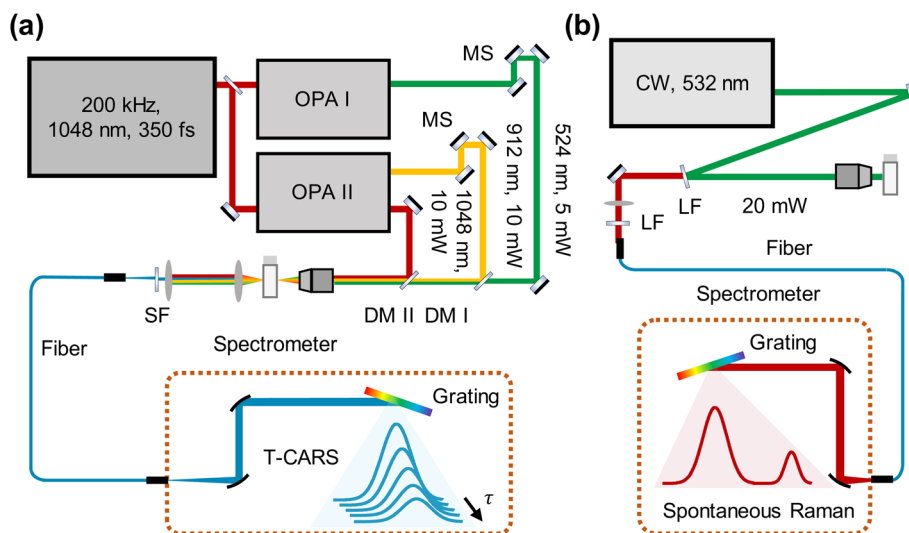 (a)
200 kHz,
1048 nm, 350 fs
OPA I
OPA II
MS
MS
524 nm, 5 mW
912 nm, 10 mW
1048 nm,
10 mW
SF
DM II DM I
Fiber
Spectrometer
Grating
T-CARS
τ
(b)
CW, 532 nm
LF
LF
20 mW
Fiber
Spectrometer
Grating
Spontaneous Raman